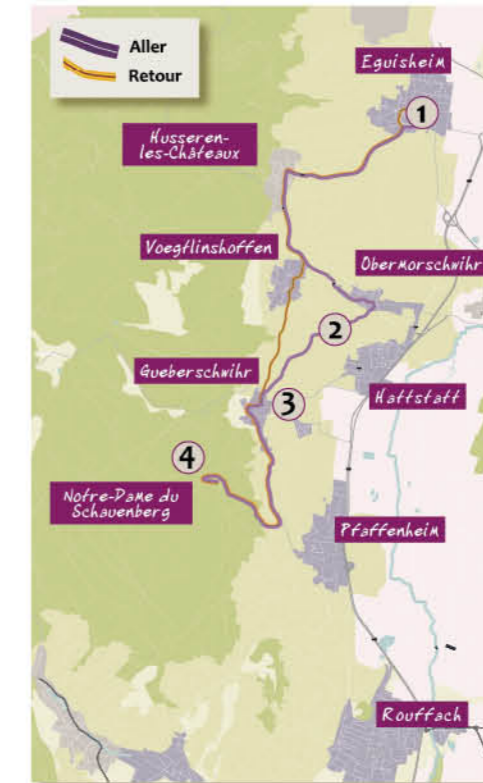 Aller
Retour
Eguisheim
1
Husseren-
les-Châteaux
Voegtlinshoffen
Obermorschwihr
2
Gueberschwihr
3
Hattstatt
4
Notre-Dame du
Schauenberg
Pfaffenheim
Rouffach